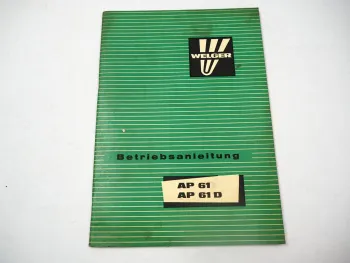 WELGER
Betriebsanleitung
AP 61
AP 61 D